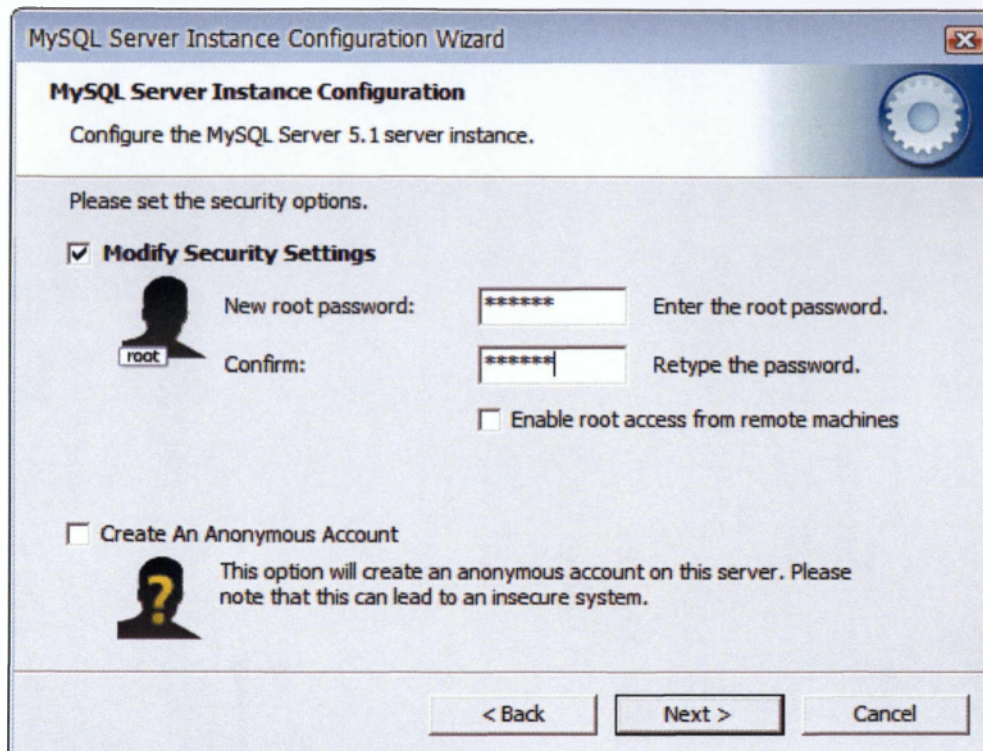 MySQL Server Instance Configuration Wizard
MySQL Server Instance Configuration
Configure the MySQL Server 5.1 server instance.
Please set the security options.
Modify Security Settings
New root password: ****** Enter the root password.
root
Confirm: ****** Retype the password.
Enable root access from remote machines
Create An Anonymous Account
? This option will create an anonymous account on this server. Please
note that this can lead to an insecure system.
< Back Next > Cancel